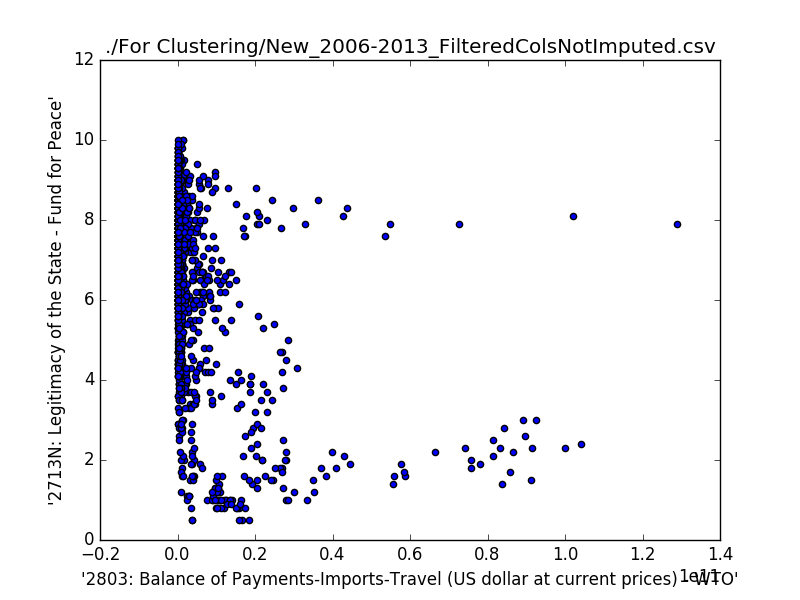 ./For Clustering/New_2006-2013_FilteredColsNotImputed.csv
12
10
8
6
4
2
0
'2713N: Legitimacy of the State - Fund for Peace'
−0.2 0.0 0.2 0.4 0.6 0.8 1.0 1.2 1.4
1e11
'2803: Balance of Payments-Imports-Travel (US dollar at current prices) - WTO'